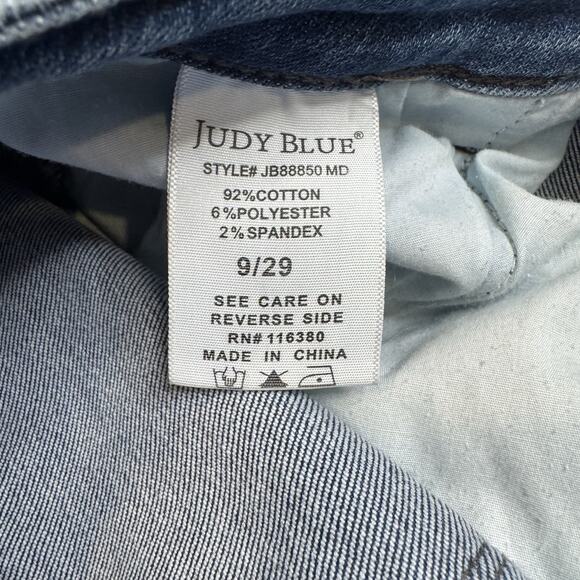 JUDY BLUE®
STYLE# JB88850 MD
92%COTTON
6%POLYESTER
2%SPANDEX
9/29
SEE CARE ON
REVERSE SIDE
RN# 116380
MADE IN CHINA